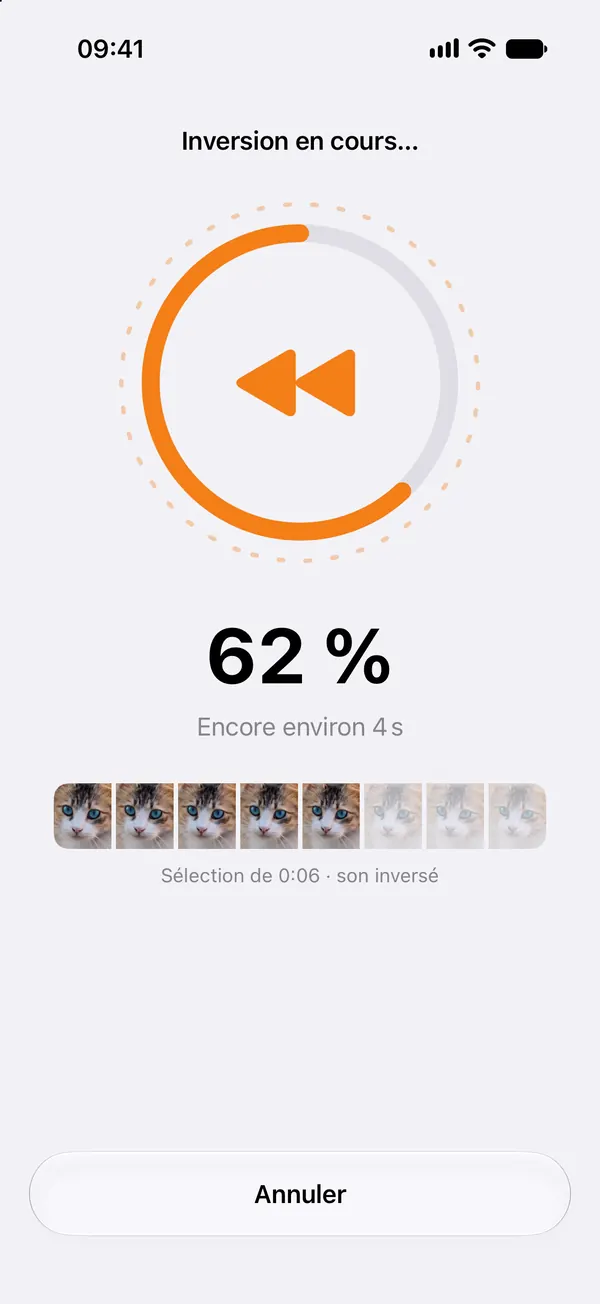 09:41
Inversion en cours...
62 %
Encore environ 4 s
Sélection de 0:06 · son inversé
Annuler